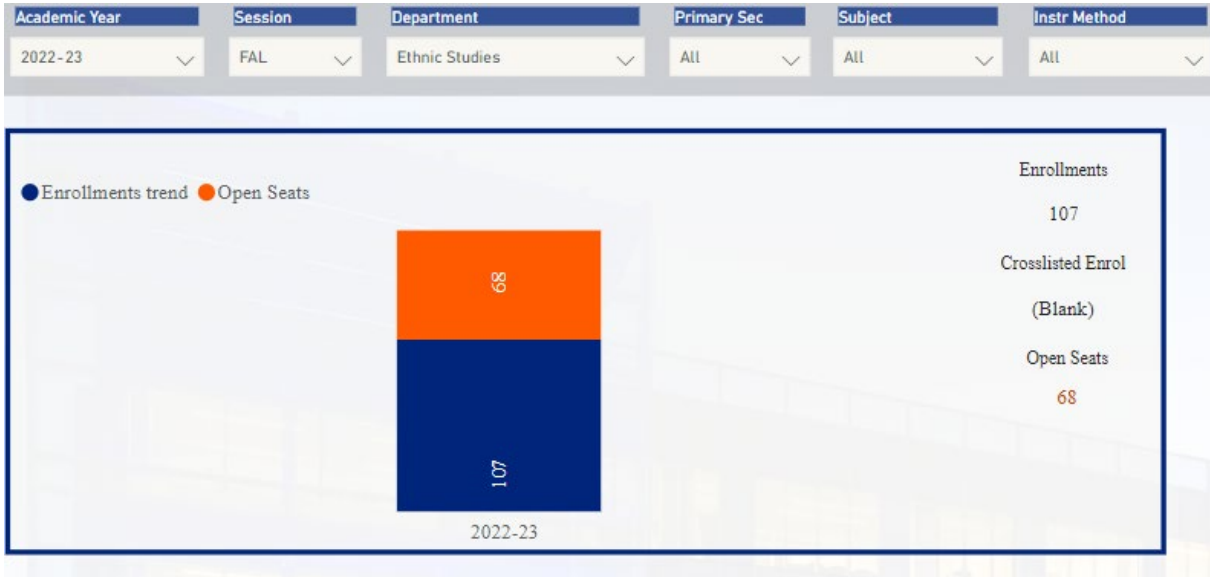 Academic Year Session Department Primary Sec Subject Instr Method
2022-23 FAL Ethnic Studies All All All
Enrollments trend Open Seats
68
107
2022-23
Enrollments
107
Crosslisted Enrol
(Blank)
Open Seats
68